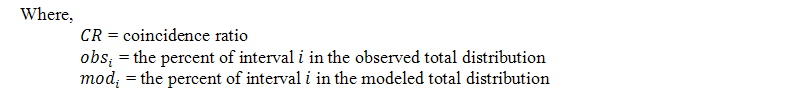 Where,
CR = coincidence ratio
obsᵢ = the percent of interval i in the observed total distribution
modᵢ = the percent of interval i in the modeled total distribution